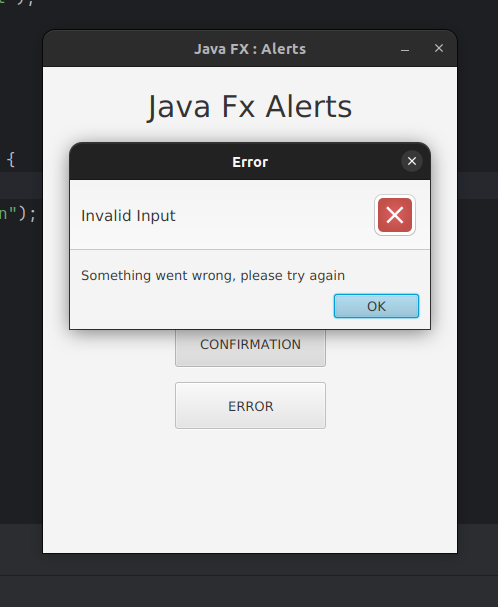 ");
Java FX : Alerts
Java Fx Alerts
{
Error
n");
Invalid Input
Something went wrong, please try again
OK
CONFIRMATION
ERROR